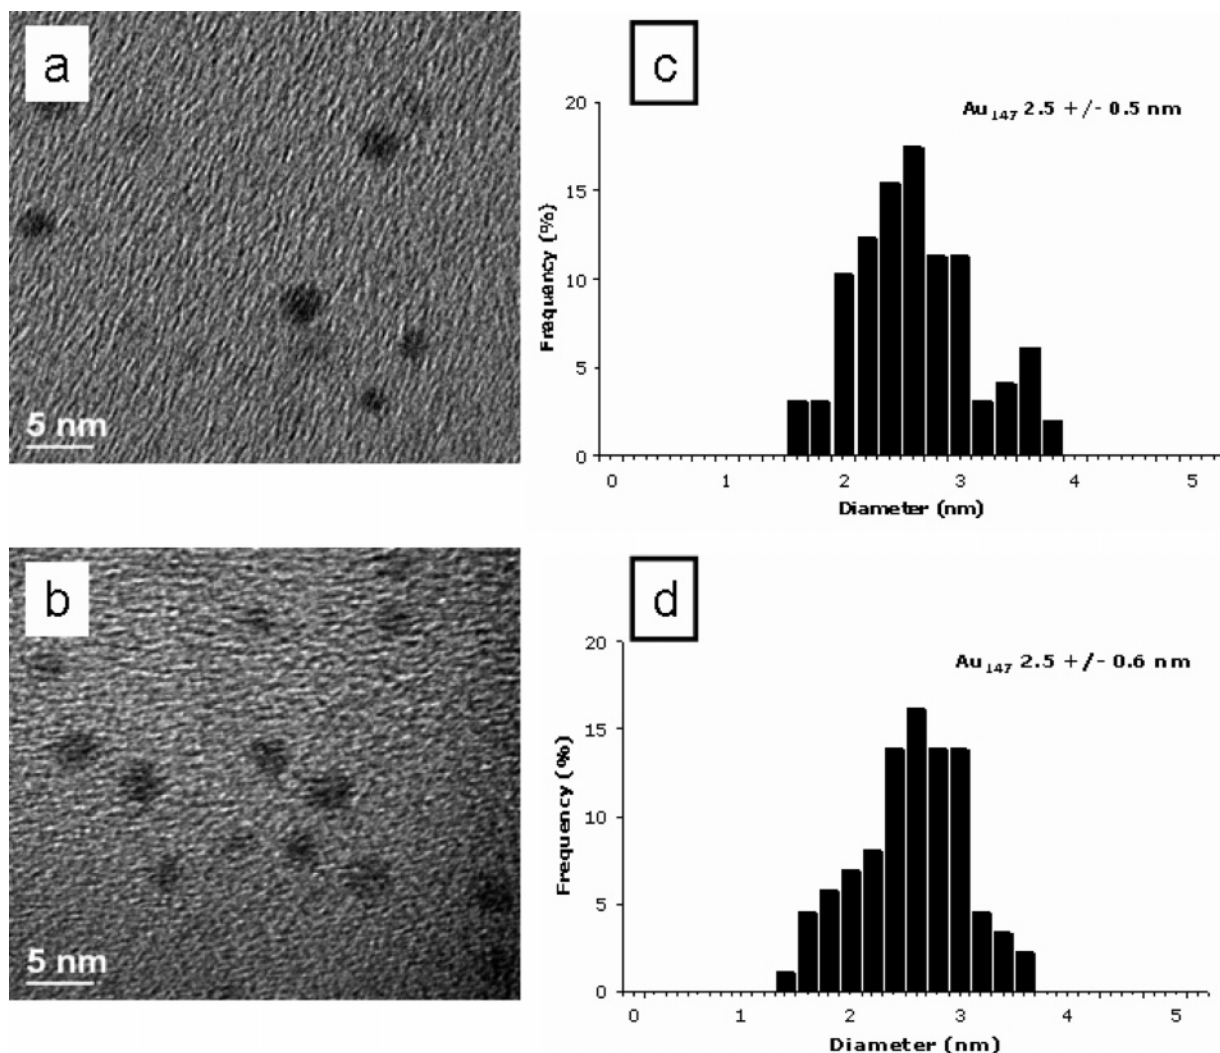 a
5 nm
c
20
15
10
5
0
Frequency (%)
Au147 2.5 +/- 0.5 nm
0 1 2 3 4 5
Diameter (nm)
b
5 nm
d
20
15
10
5
0
Frequency (%)
Au147 2.5 +/- 0.6 nm
0 1 2 3 4 5
Diameter (nm)